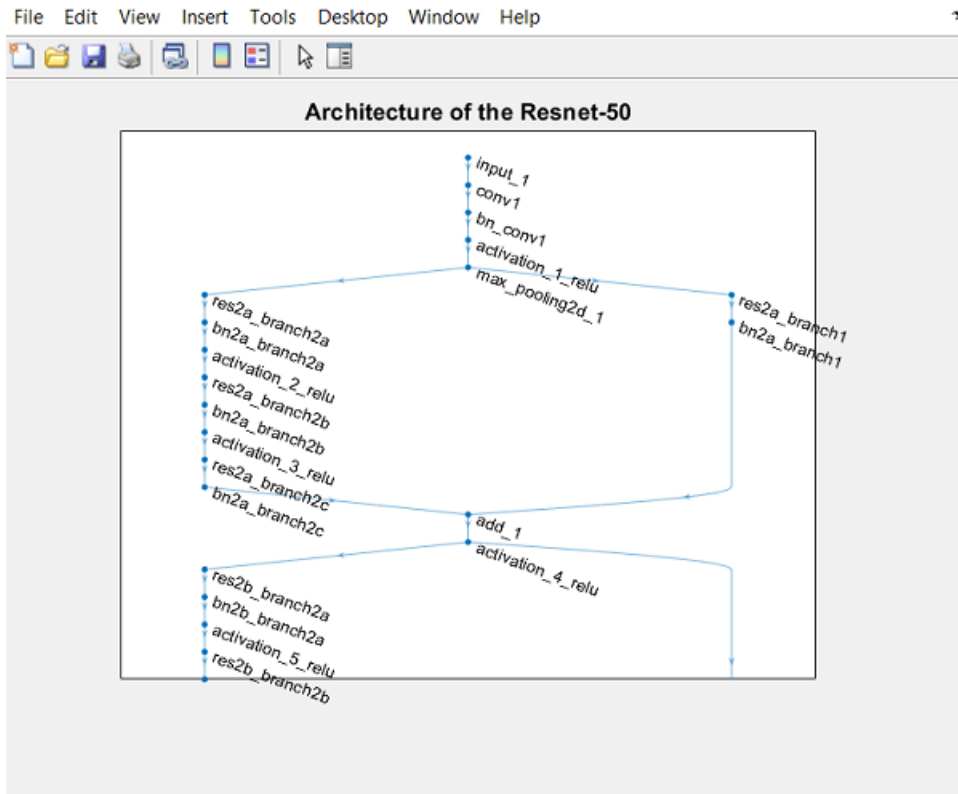 File Edit View Insert Tools Desktop Window Help
Architecture of the Resnet-50
input_1
conv1
bn_conv1
activation_1_relu
max_pooling2d_1
res2a_branch2a
bn2a_branch2a
activation_2_relu
res2a_branch2b
bn2a_branch2b
activation_3_relu
res2a_branch2c
bn2a_branch2c
res2a_branch1
bn2a_branch1
add_1
activation_4_relu
res2b_branch2a
bn2b_branch2a
activation_5_relu
res2b_branch2b